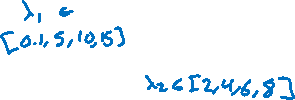 λ₁ ∈
[0.1, 5, 10, 15]
λ₂ ∈ [2, 4, 6, 8]